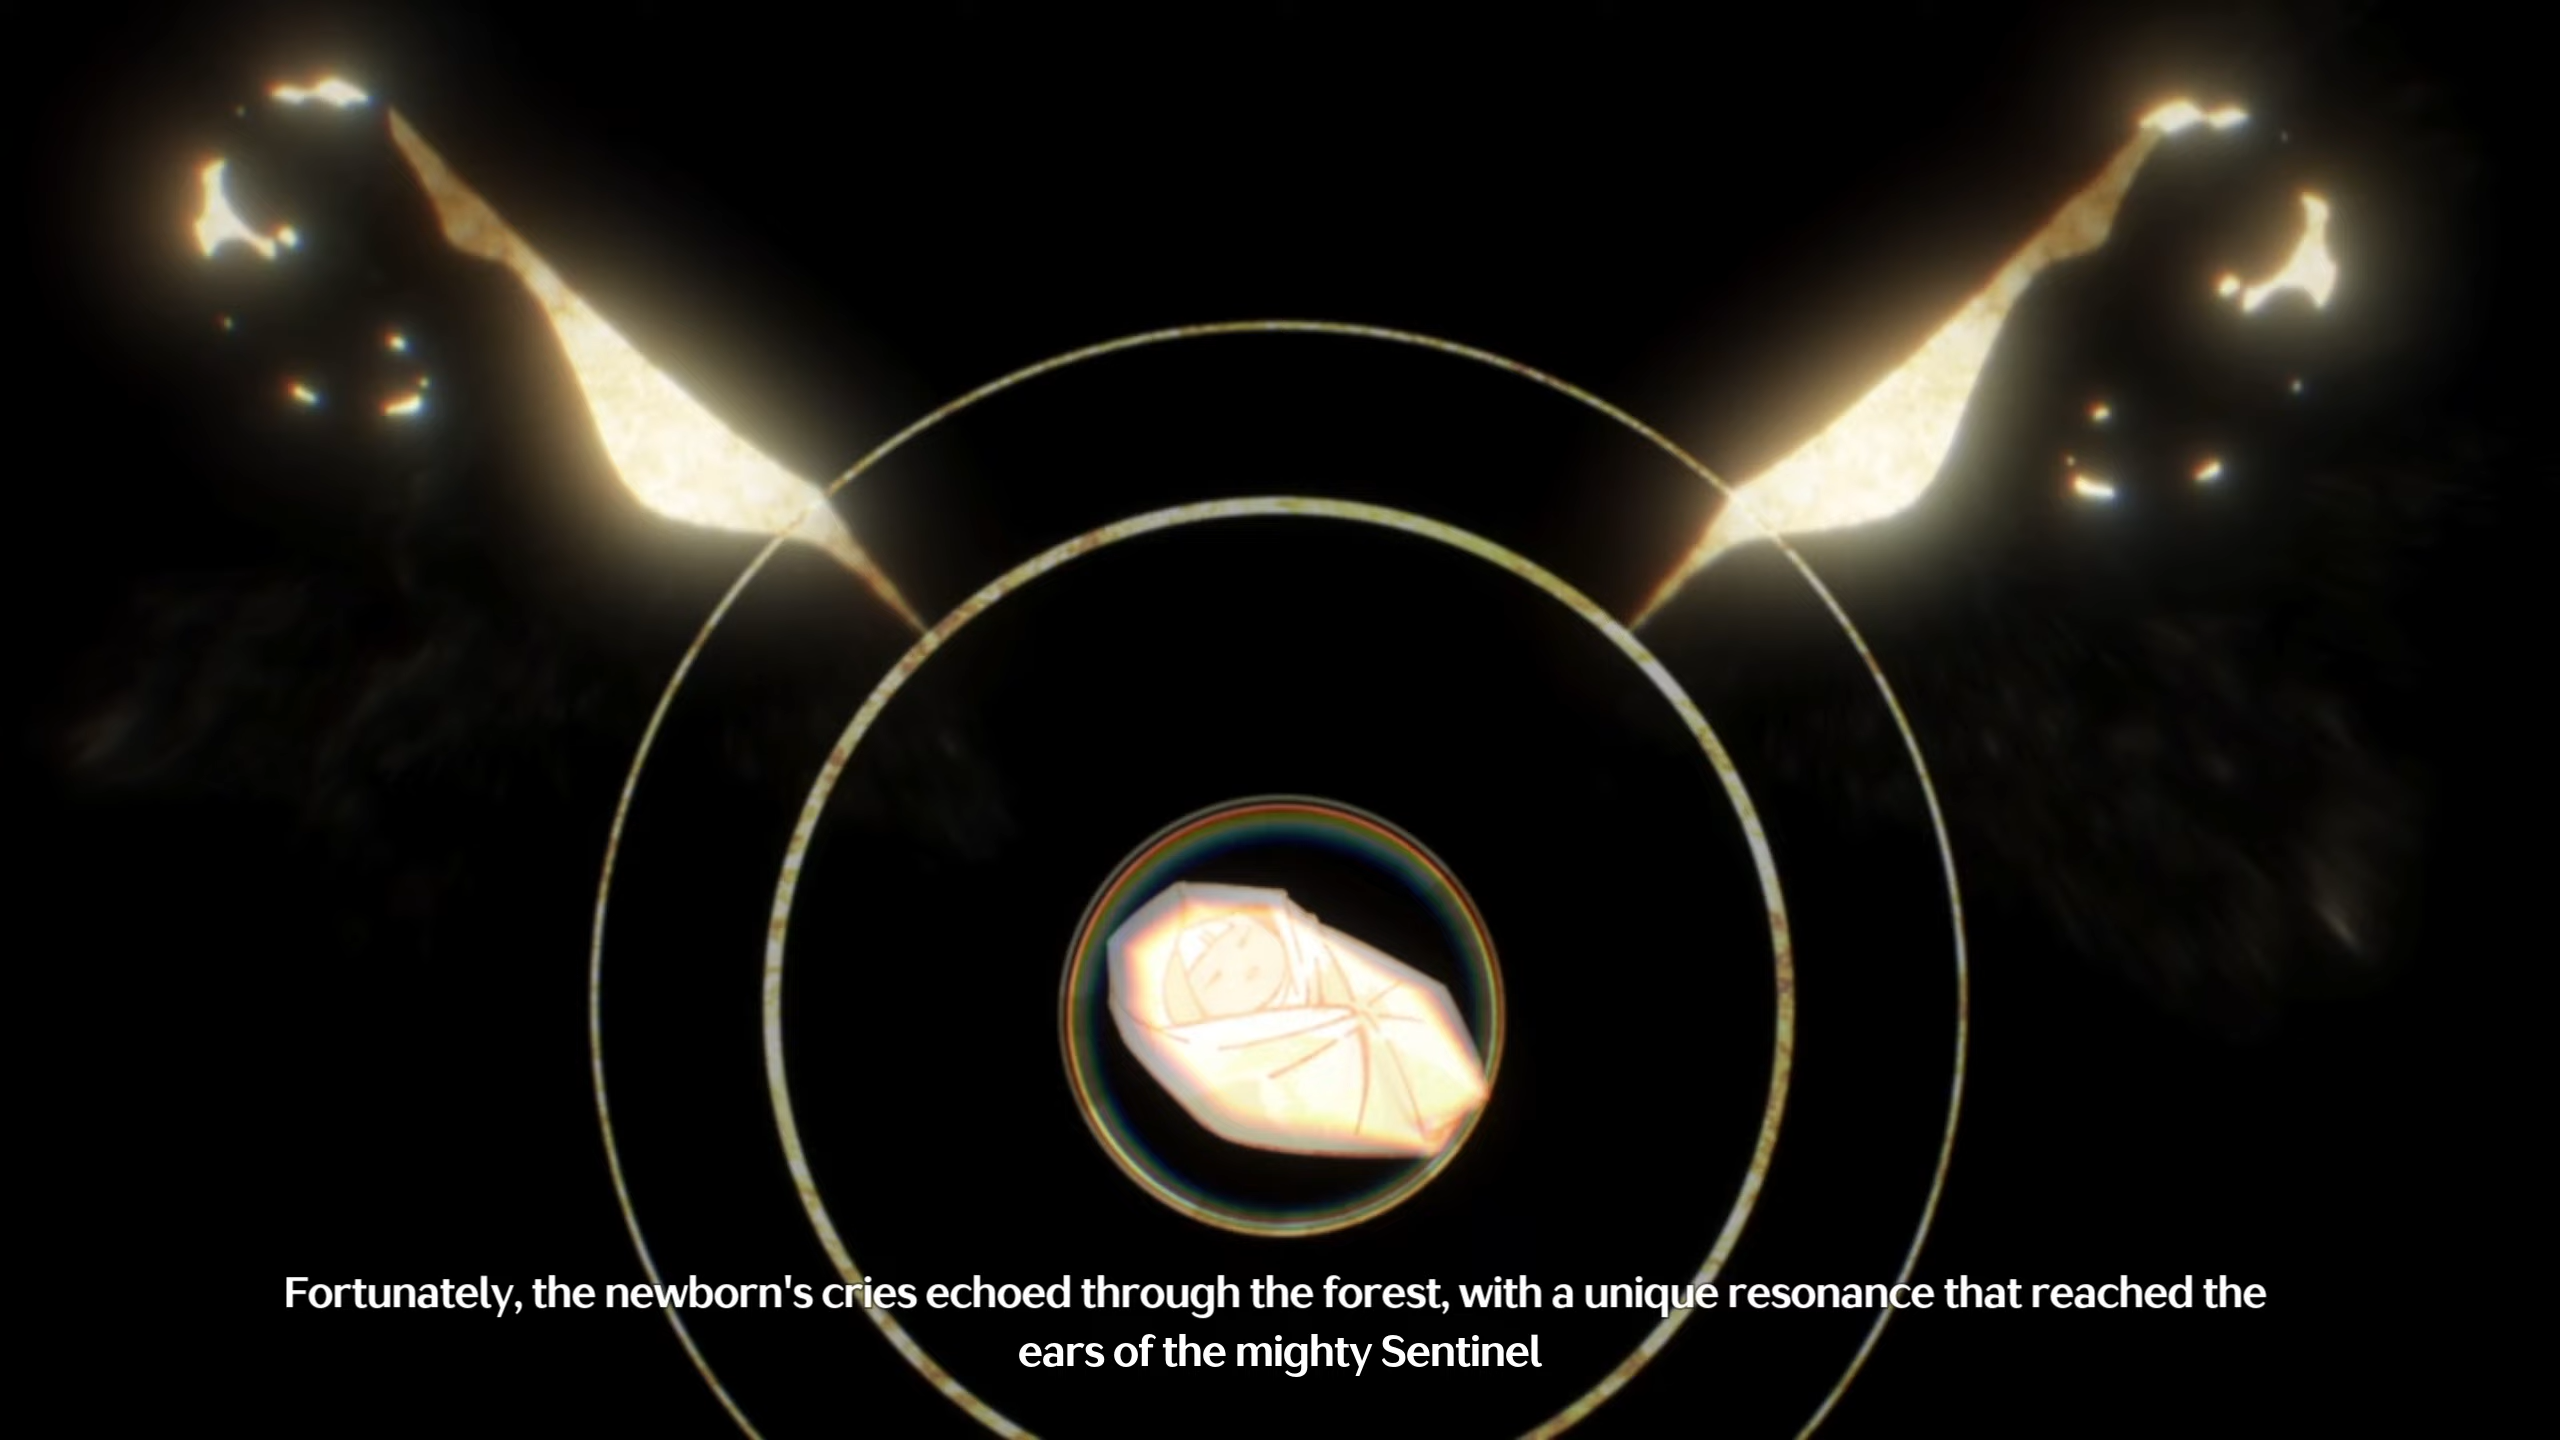 Fortunately, the newborn's cries echoed through the forest, with a unique resonance that reached the
ears of the mighty Sentinel